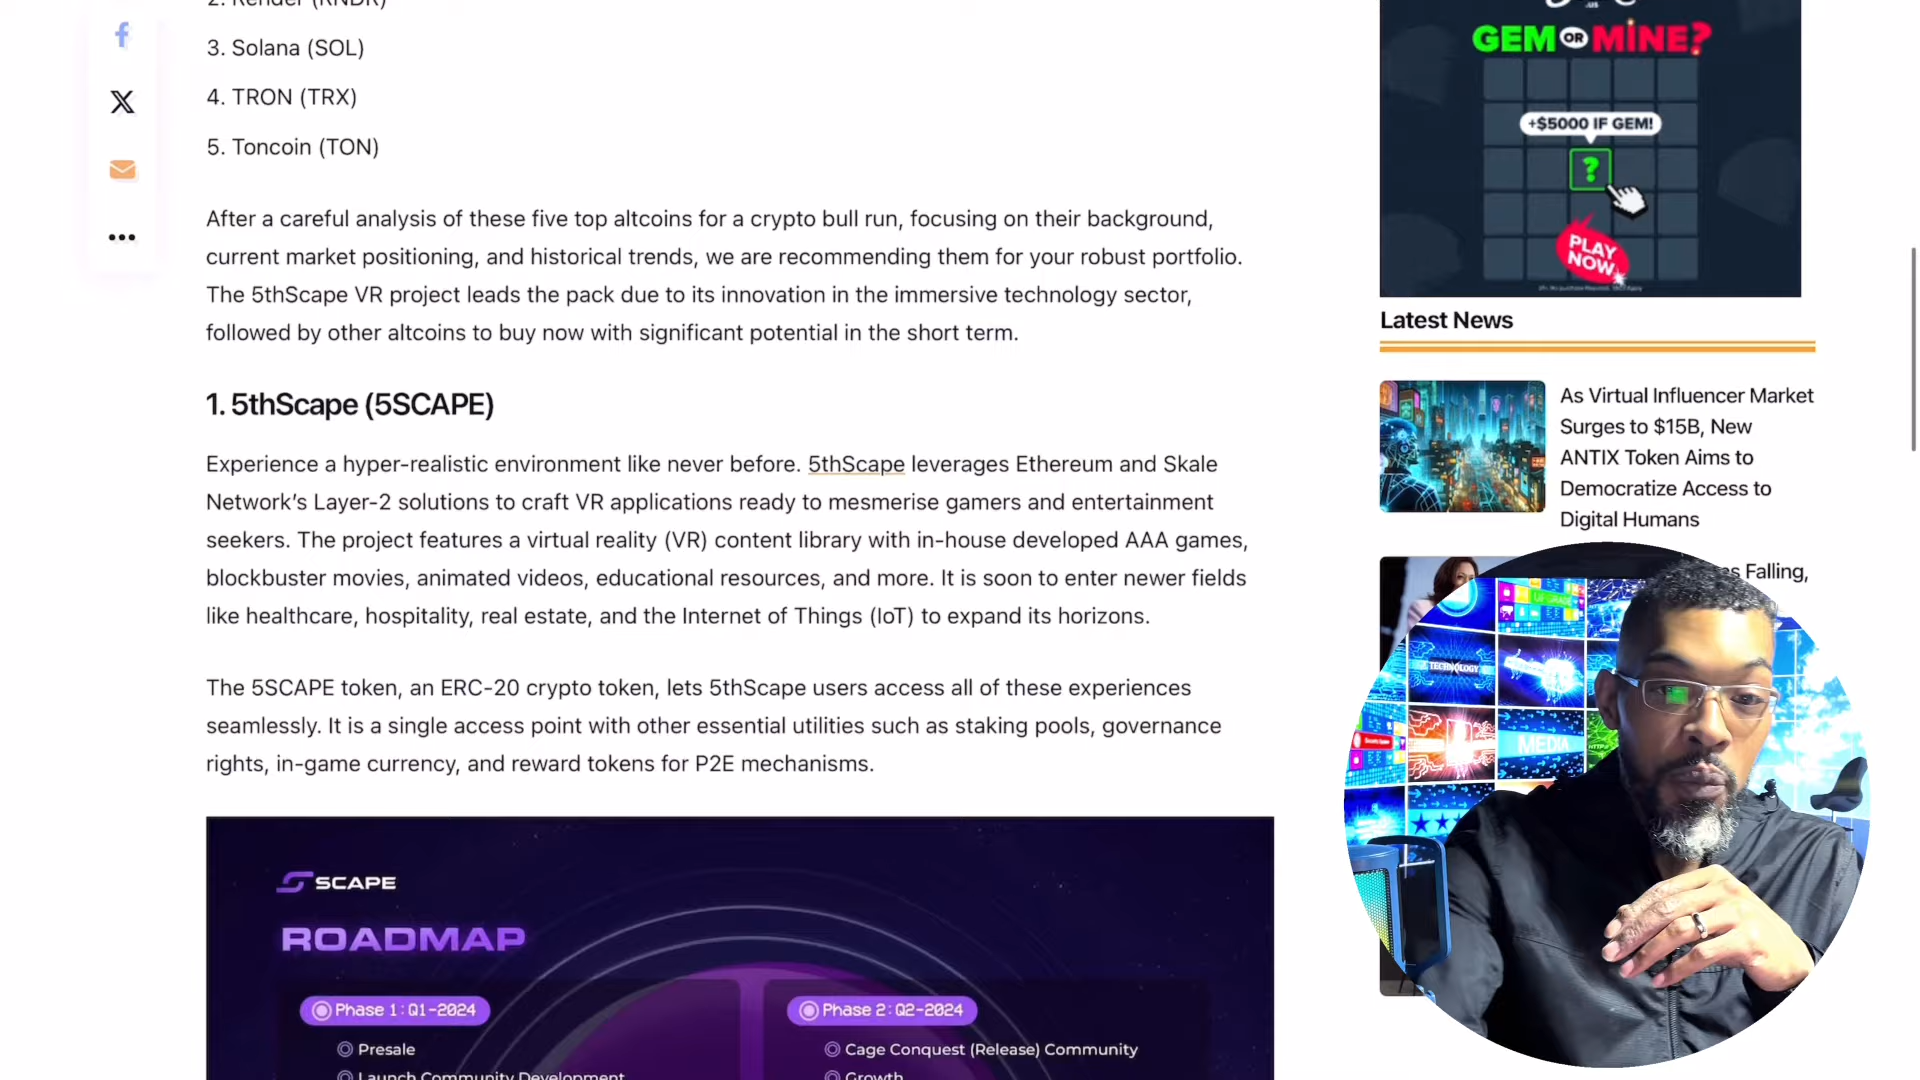 2. Render (RNDR)
3. Solana (SOL)
4. TRON (TRX)
5. Toncoin (TON)
After a careful analysis of these five top altcoins for a crypto bull run, focusing on their background,
current market positioning, and historical trends, we are recommending them for your robust portfolio.
The 5thScape VR project leads the pack due to its innovation in the immersive technology sector,
followed by other altcoins to buy now with significant potential in the short term.
1. 5thScape (5SCAPE)
Experience a hyper-realistic environment like never before. 5thScape leverages Ethereum and Skale
Network’s Layer-2 solutions to craft VR applications ready to mesmerise gamers and entertainment
seekers. The project features a virtual reality (VR) content library with in-house developed AAA games,
blockbuster movies, animated videos, educational resources, and more. It is soon to enter newer fields
like healthcare, hospitality, real estate, and the Internet of Things (IoT) to expand its horizons.
The 5SCAPE token, an ERC-20 crypto token, lets 5thScape users access all of these experiences
seamlessly. It is a single access point with other essential utilities such as staking pools, governance
rights, in-game currency, and reward tokens for P2E mechanisms.
SCAPE
ROADMAP
Phase 1: Q1-2024
Presale
Launch Community Development
Phase 2: Q2-2024
Cage Conquest (Release) Community
Growth
.us
GEM OR MINE?
+$5000 IF GEM!
?
PLAY
NOW
Latest News
As Virtual Influencer Market
Surges to $15B, New
ANTIX Token Aims to
Democratize Access to
Digital Humans
Falling,
TECHNOLOGY
MEDIA